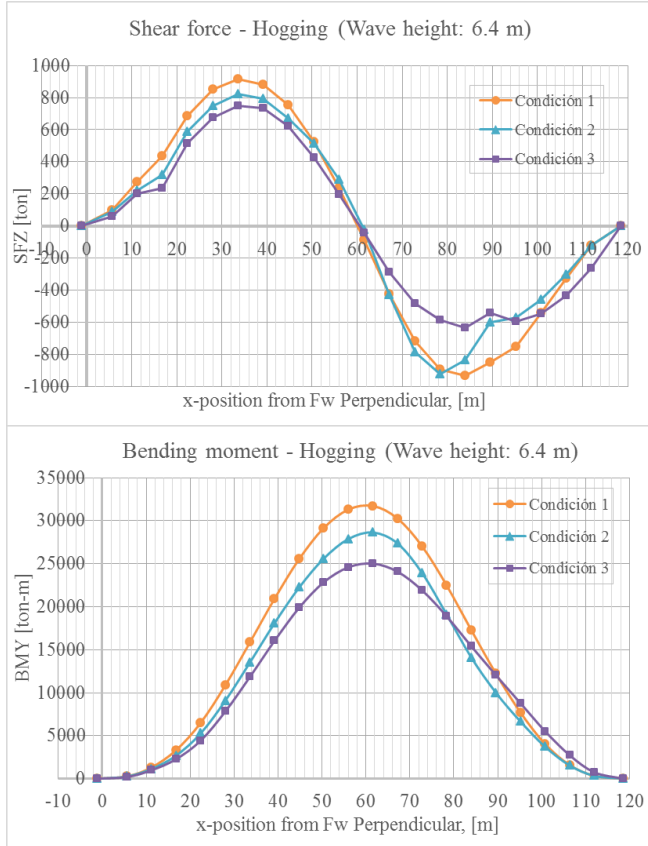 Shear force - Hogging (Wave height: 6.4 m)
1000
800
600
400
200
0
-200
-400
-600
-800
-1000
SFZ [ton]
-10 0 10 20 30 40 50 60 70 80 90 100 110 120
x-position from Fw Perpendicular, [m]
Condición 1
Condición 2
Condición 3
Bending moment - Hogging (Wave height: 6.4 m)
35000
30000
25000
20000
15000
10000
5000
0
BMY [ton-m]
-10 0 10 20 30 40 50 60 70 80 90 100 110 120
x-position from Fw Perpendicular, [m]
Condición 1
Condición 2
Condición 3